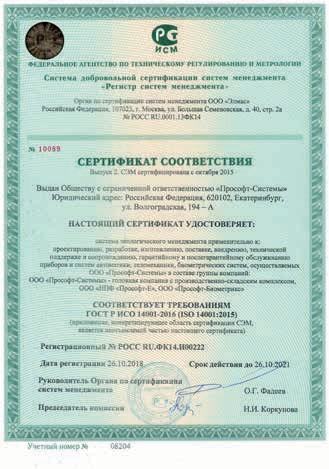 РС
ИСМ
ФЕДЕРАЛЬНОЕ АГЕНТСТВО ПО ТЕХНИЧЕСКОМУ РЕГУЛИРОВАНИЮ И МЕТРОЛОГИИ
Система добровольной сертификации систем менеджмента
«Регистр систем менеджмента»
Орган по сертификации систем менеджмента ООО «Элмас»
Российская Федерация, 107023, г. Москва, ул. Большая Семеновская, д. 40, стр. 2а
№ РОСС RU.0001.13ФК14
№ 10089
СЕРТИФИКАТ СООТВЕТСТВИЯ
Выпуск 2. СЭМ сертифицирована с октября 2015
Выдан Обществу с ограниченной ответственностью «Прософт-Системы»
Юридический адрес: Российская Федерация, 620102, Екатеринбург,
ул. Волгоградская, 194 – А
НАСТОЯЩИЙ СЕРТИФИКАТ УДОСТОВЕРЯЕТ:
система экологического менеджмента применительно к:
проектированию, разработке, изготовлению, поставке, внедрению, технической
поддержке и сопровождению, гарантийному и послегарантийному обслуживанию
приборов и систем автоматики, телемеханики, биометрических систем, осуществляемых
ООО «Прософт-Системы» в составе группы компаний:
ООО «Прософт-Системы» - головная компания с производственно-складским комплексом,
ООО «НПФ «Прософт-Е», ООО «Прософт-Биометрикс»
СООТВЕТСТВУЕТ ТРЕБОВАНИЯМ
ГОСТ Р ИСО 14001-2016 (ISO 14001:2015)
(приложение, конкретизирующее область сертификации СЭМ,
является неотъемлемой частью настоящего сертификата)
Регистрационный № РОСС RU.ФК14.И00222
Дата регистрации 26.10.2018 Срок действия до 26.10.2021
Руководитель Органа по сертификации
систем менеджмента О.Г. Фадеев
Председатель комиссии Н.И. Коркунова
Учетный номер № 08204